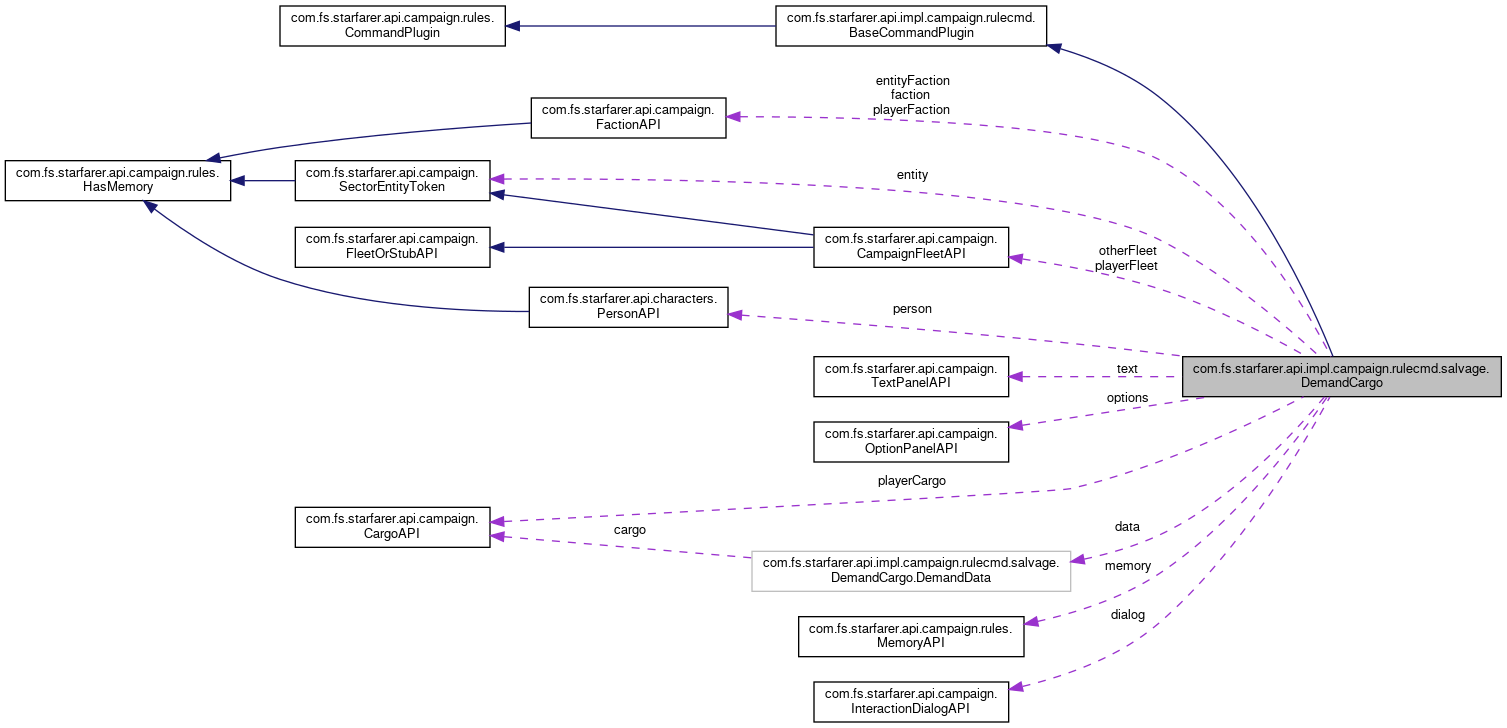 com.fs.starfarer.api.campaign.rules.
CommandPlugin
com.fs.starfarer.api.impl.campaign.rulecmd.
BaseCommandPlugin
entityFaction
faction
playerFaction
com.fs.starfarer.api.campaign.
FactionAPI
com.fs.starfarer.api.campaign.rules.
HasMemory
com.fs.starfarer.api.campaign.
SectorEntityToken
entity
com.fs.starfarer.api.campaign.
FleetOrStubAPI
com.fs.starfarer.api.campaign.
CampaignFleetAPI
otherFleet
playerFleet
com.fs.starfarer.api.characters.
PersonAPI
person
com.fs.starfarer.api.campaign.
TextPanelAPI
text
com.fs.starfarer.api.impl.campaign.rulecmd.salvage.
DemandCargo
options
com.fs.starfarer.api.campaign.
OptionPanelAPI
playerCargo
com.fs.starfarer.api.campaign.
CargoAPI
cargo
data
com.fs.starfarer.api.impl.campaign.rulecmd.salvage.
DemandCargo.DemandData
memory
com.fs.starfarer.api.campaign.rules.
MemoryAPI
dialog
com.fs.starfarer.api.campaign.
InteractionDialogAPI